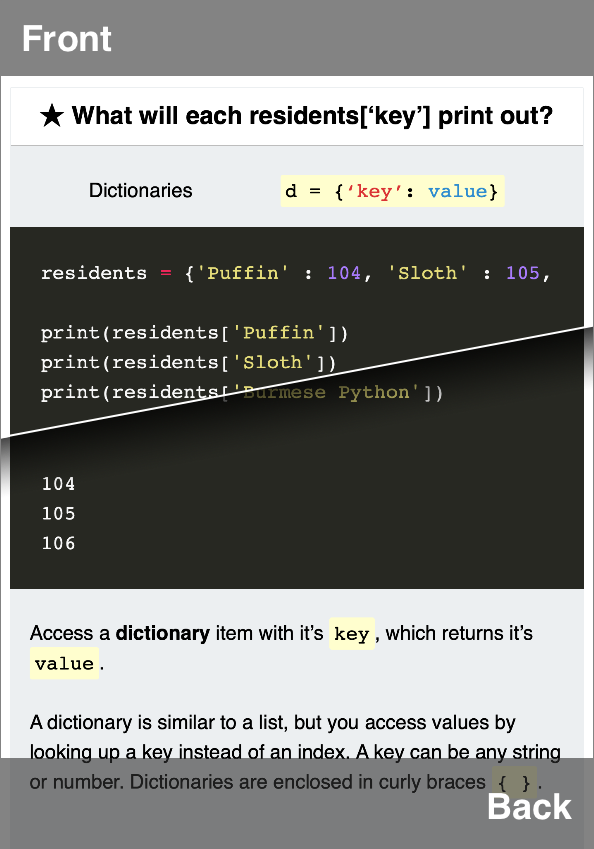 Front
★ What will each residents[‘key’] print out?
Dictionaries d = {‘key’: value}
residents = {'Puffin' : 104, 'Sloth' : 105,
print(residents['Puffin'])
print(residents['Sloth'])
print(residents['Burmese Python'])
104
105
106
Access a dictionary item with it’s key, which returns it’s
value.
A dictionary is similar to a list, but you access values by
looking up a key instead of an index. A key can be any string
or number. Dictionaries are enclosed in curly braces { }.
Back